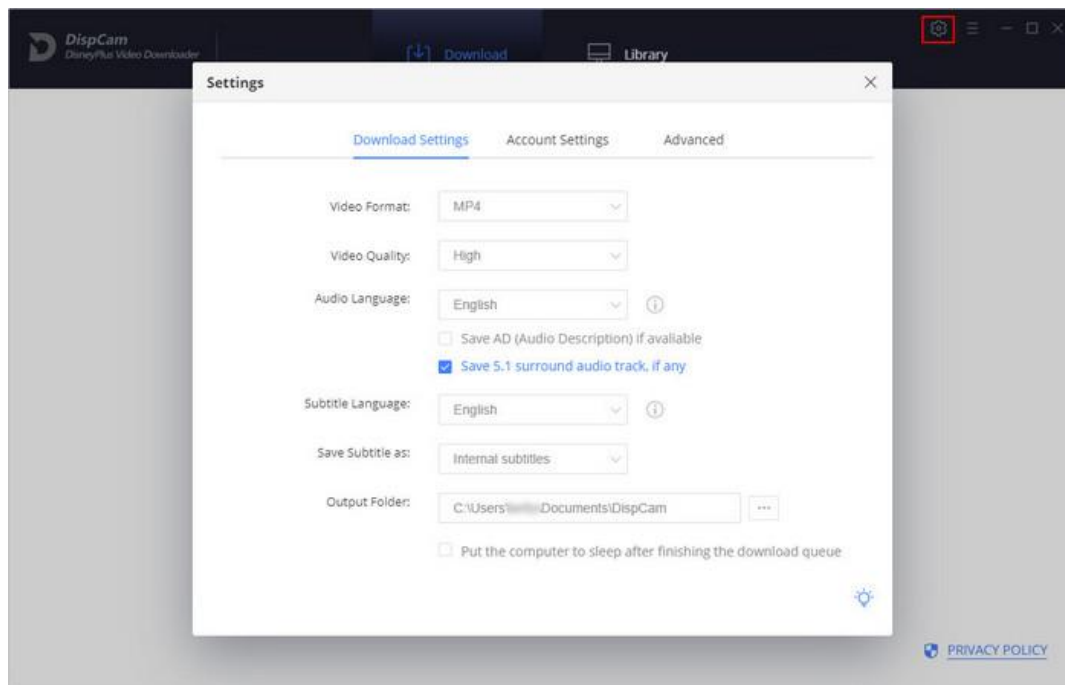 DispCam
DisneyPlus Video Downloader
Download
Library
Settings
Download Settings Account Settings Advanced
Video Format: MP4
Video Quality: High
Audio Language: English
Save AD (Audio Description) if avaliable
Save 5.1 surround audio track, if any
Subtitle Language: English
Save Subtitle as: Internal subtitles
Output Folder: C:\Users\ \Documents\DispCam
Put the computer to sleep after finishing the download queue
PRIVACY POLICY